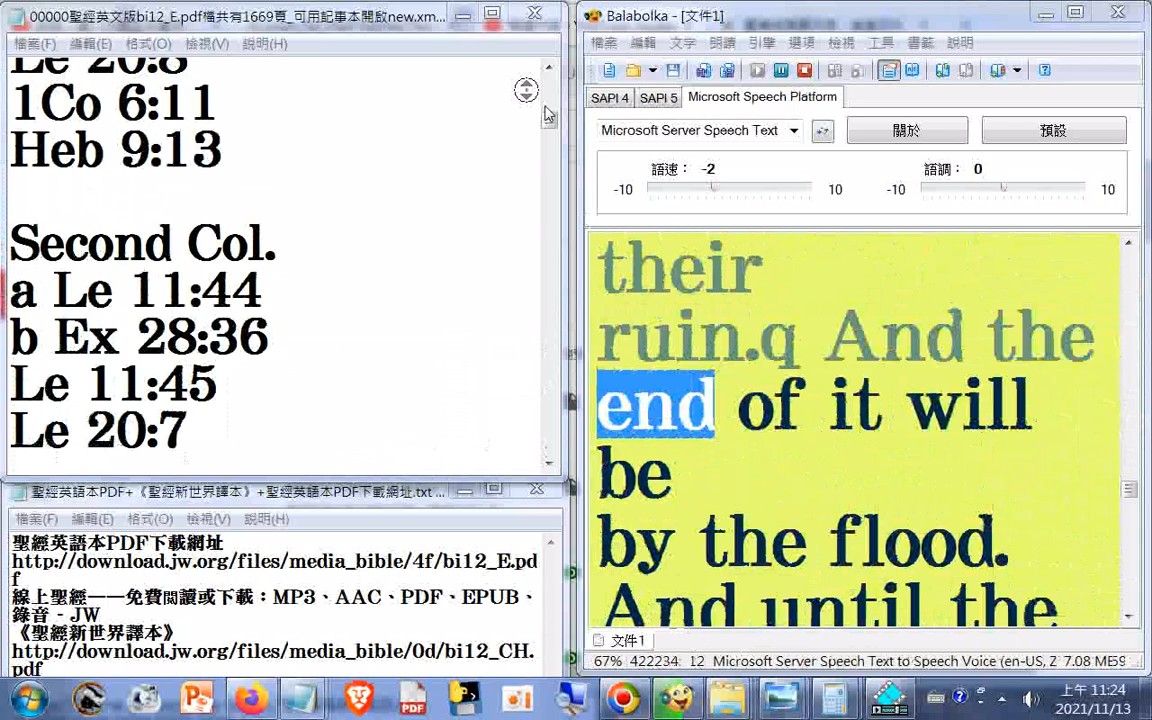 00000聖經英文版bi12_E.pdf檔共有1669頁_可用記事本開啟new.xm...
檔案(F) 編輯(E) 格式(O) 檢視(V) 說明(H)
Le 20:8
1Co 6:11
Heb 9:13
Second Col.
a Le 11:44
b Ex 28:36
Le 11:45
Le 20:7
聖經英語本PDF+《聖經新世界譯本》+聖經英語本PDF下載網址.txt ...
檔案(F) 編輯(E) 格式(O) 檢視(V) 說明(H)
聖經英語本PDF下載網址
http://download.jw.org/files/media_bible/4f/bi12_E.pd
f
線上聖經──免費閱讀或下載：MP3、AAC、PDF、EPUB、
錄音 - JW
《聖經新世界譯本》
http://download.jw.org/files/media_bible/0d/bi12_CH.
pdf
Balabolka - [文件1]
檔案 編輯 文字 朗讀 引擎 選項 檢視 工具 書籤 說明
SAPI 4 SAPI 5 Microsoft Speech Platform
Microsoft Server Speech Text 關於 預設
語速： -2 語調： 0
-10 10 -10 10
their
ruin.q And the
end of it will
be
by the flood.
And until the
文件1
67% 422234: 12 Microsoft Server Speech Text to Speech Voice (en-US, Z 7.08 ME59
上午 11:24
2021/11/13